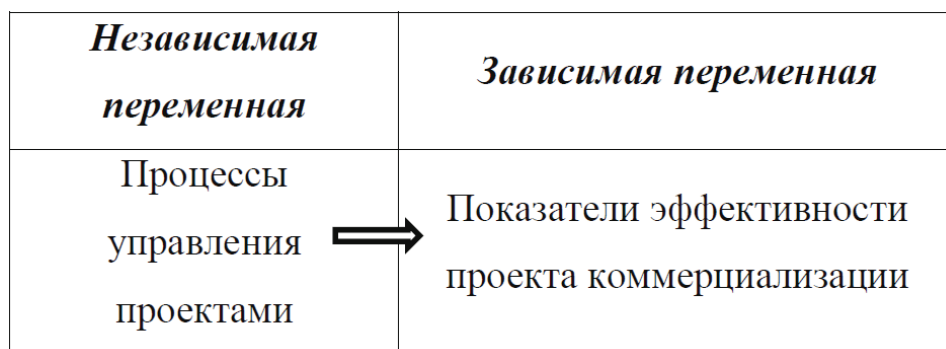 Независимая
переменная
Зависимая переменная
Процессы
управления
проектами
Показатели эффективности
проекта коммерциализации